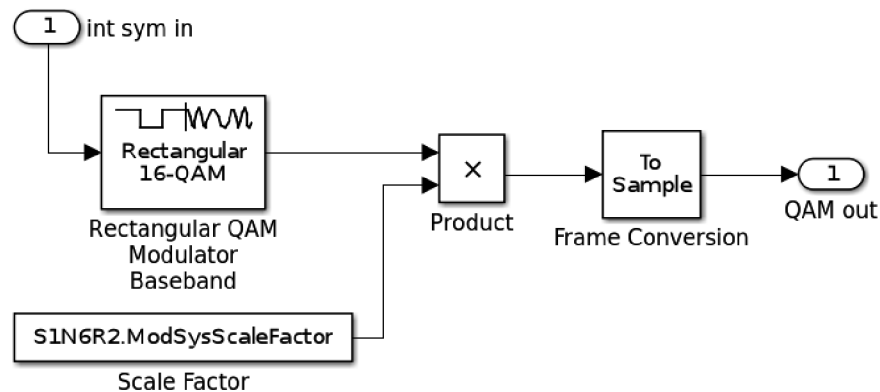 1
int sym in
Rectangular
16-QAM
Rectangular QAM
Modulator
Baseband
×
Product
To
Sample
Frame Conversion
1
QAM out
S1N6R2.ModSysScaleFactor
Scale Factor